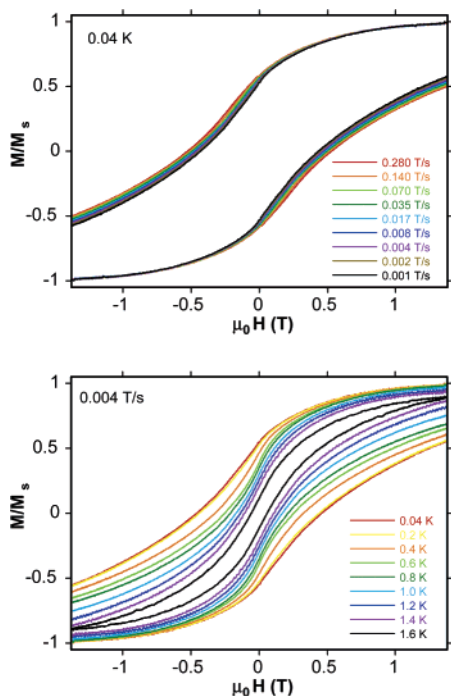 0.04 K
M/Ms
1
0.5
0
-0.5
-1
0.280 T/s
0.140 T/s
0.070 T/s
0.035 T/s
0.017 T/s
0.008 T/s
0.004 T/s
0.002 T/s
0.001 T/s
-1 -0.5 0 0.5 1
μ0H (T)
0.004 T/s
M/Ms
1
0.5
0
-0.5
-1
0.04 K
0.2 K
0.4 K
0.6 K
0.8 K
1.0 K
1.2 K
1.4 K
1.6 K
-1 -0.5 0 0.5 1
μ0H (T)